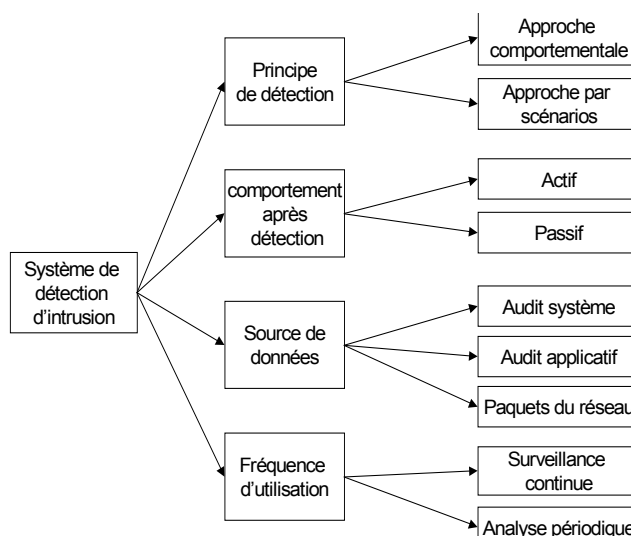 Système de
détection
d'intrusion
Principe
de détection
Approche
comportementale
Approche par
scénarios
comportement
après
détection
Actif
Passif
Source de
données
Audit système
Audit applicatif
Paquets du réseau
Fréquence
d'utilisation
Surveillance
continue
Analyse périodique